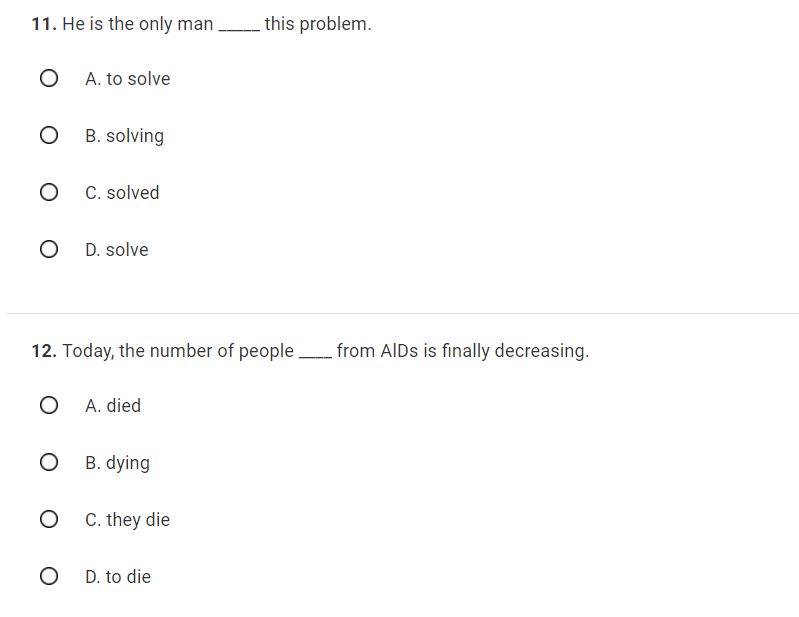 11. He is the only man _____ this problem.
A. to solve
B. solving
C. solved
D. solve
12. Today, the number of people ____ from AlDs is finally decreasing.
A. died
B. dying
C. they die
D. to die